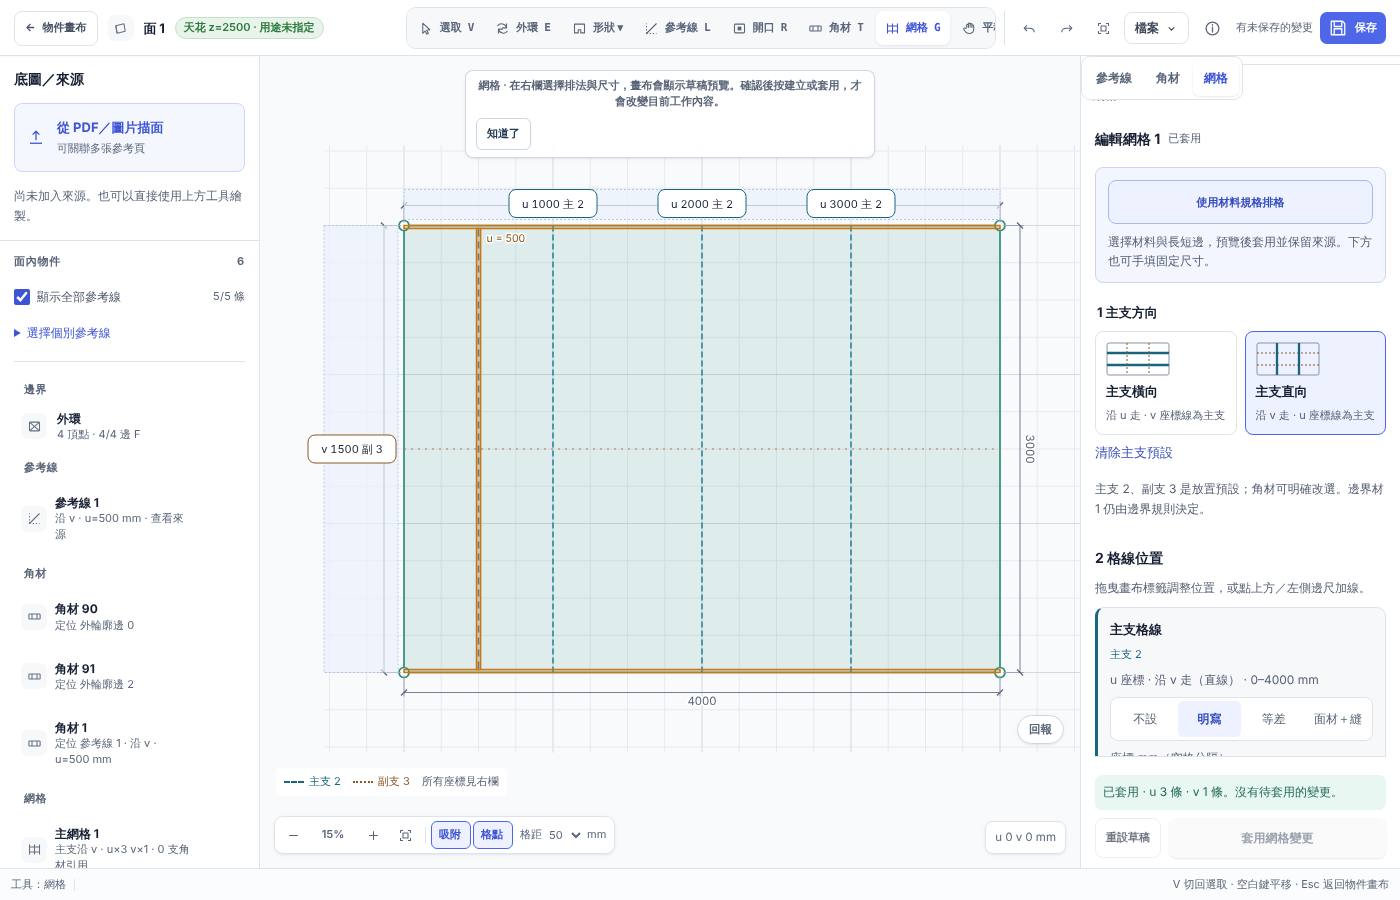 物件畫布
面 1
天花 z=2500 · 用途未指定
選取 V
外環 E
形狀▾
參考線 L
開口 R
角材 T
網格 G
檔案
有未保存的變更
保存
底圖／來源
從 PDF／圖片描面
可關聯多張參考頁
尚未加入來源。也可以直接使用上方工具繪
製。
面內物件 6
顯示全部參考線 5/5 條
選擇個別參考線
邊界
外環
4 頂點 · 4/4 邊 F
參考線
參考線 1
沿 v · u=500 mm · 查看來
源
角材
角材 90
定位 外輪廓邊 0
角材 91
定位 外輪廓邊 2
角材 1
定位 參考線 1 · 沿 v ·
u=500 mm
網格
主網格 1
主支沿 v · u×3 v×1 · 0 支角
材引用
網格 · 在右欄選擇排法與尺寸，畫布會顯示草稿預覽。確認後按建立或套用，才
會改變目前工作內容。
知道了
u 1000 主 2
u 2000 主 2
u 3000 主 2
u = 500
v 1500 副 3
3000
4000
回報
主支 2
副支 3
所有座標見右欄
15%
吸附
格點
格距 50 mm
u 0 v 0 mm
參考線
角材
網格
編輯網格 1 已套用
使用材料規格排格
選擇材料與長短邊，預覽後套用並保留來源。下方
也可手填固定尺寸。
1 主支方向
主支橫向
沿 u 走 · v 座標線為主支
主支直向
沿 v 走 · u 座標線為主支
清除主支預設
主支 2、副支 3 是放置預設；角材可明確改選。邊界材
1 仍由邊界規則決定。
2 格線位置
拖曳畫布標籤調整位置，或點上方／左側邊尺加線。
主支格線
主支 2
u 座標 · 沿 v 走（直線） · 0–4000 mm
不設
明寫
等差
面材＋縫
已套用 · u 3 條 · v 1 條。沒有待套用的變更。
重設草稿
套用網格變更
工具：網格
V 切回選取 · 空白鍵平移 · Esc 返回物件畫布